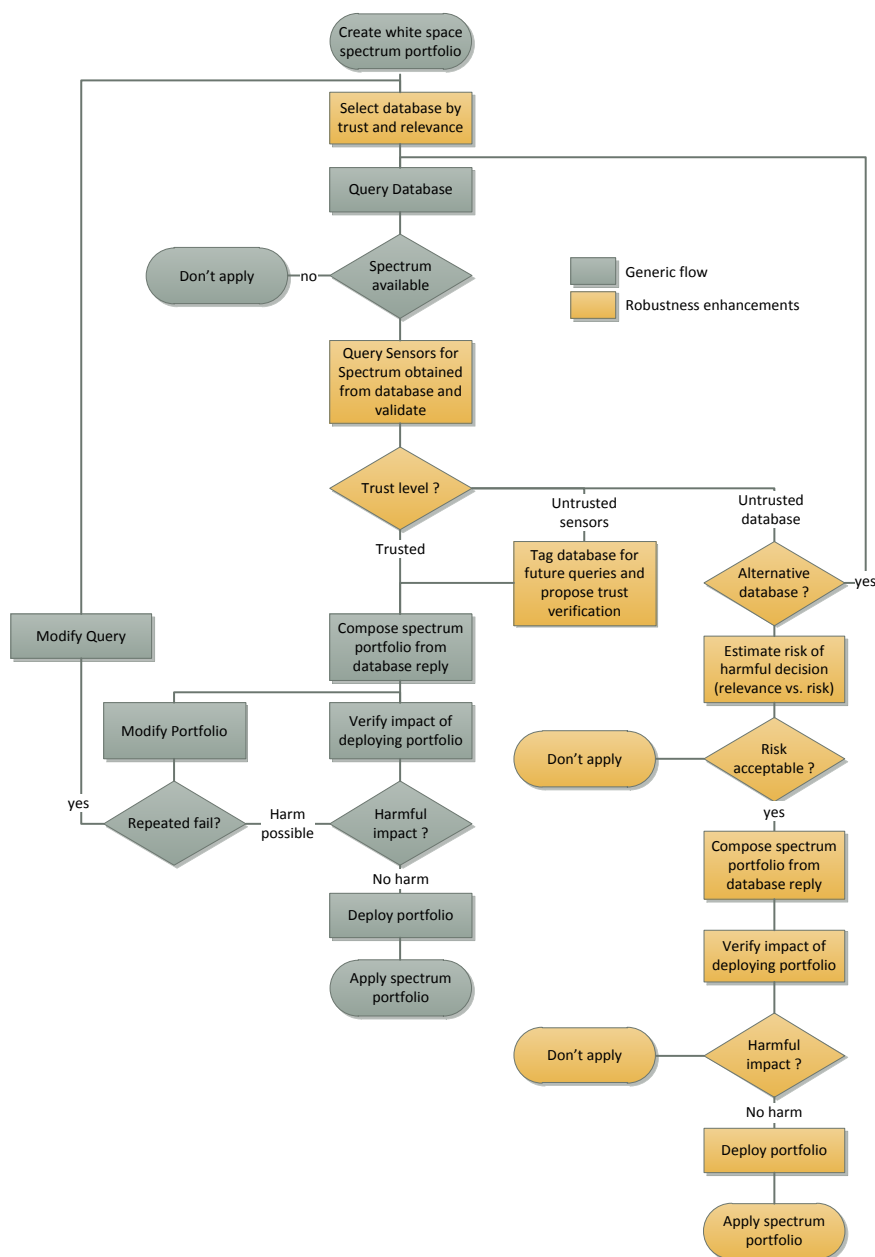 Create white space
spectrum portfolio
Select database by
trust and relevance
Query Database
Don't apply
no
Spectrum
available
Generic flow
Robustness enhancements
Query Sensors for
Spectrum obtained
from database and
validate
Trust level ?
Untrusted
sensors
Untrusted
database
Trusted
Tag database for
future queries and
propose trust
verification
Alternative
database ?
yes
Modify Query
Compose spectrum
portfolio from
database reply
Estimate risk of
harmful decision
(relevance vs. risk)
Modify Portfolio
Verify impact of
deploying portfolio
Don't apply
Risk
acceptable ?
yes
Repeated fail?
Harm
possible
Harmful
impact ?
yes
No harm
Compose spectrum
portfolio from
database reply
Deploy portfolio
Verify impact of
deploying portfolio
Apply spectrum
portfolio
Don't apply
Harmful
impact ?
No harm
Deploy portfolio
Apply spectrum
portfolio